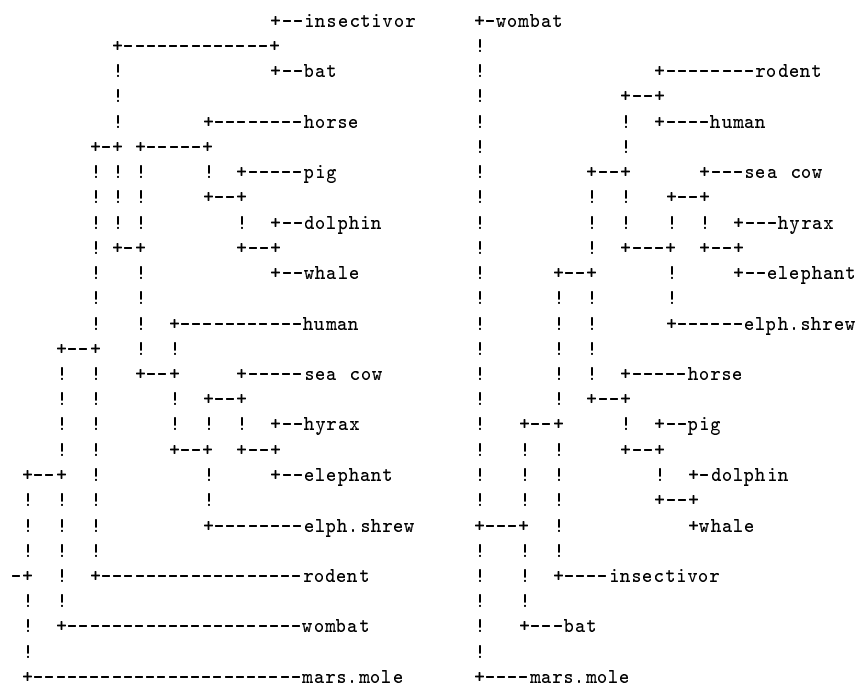 insectivor
bat
horse
pig
dolphin
whale
human
sea cow
hyrax
elephant
elph.shrew
rodent
wombat
mars.mole
wombat
rodent
human
sea cow
hyrax
elephant
elph.shrew
horse
pig
dolphin
whale
insectivor
bat
mars.mole